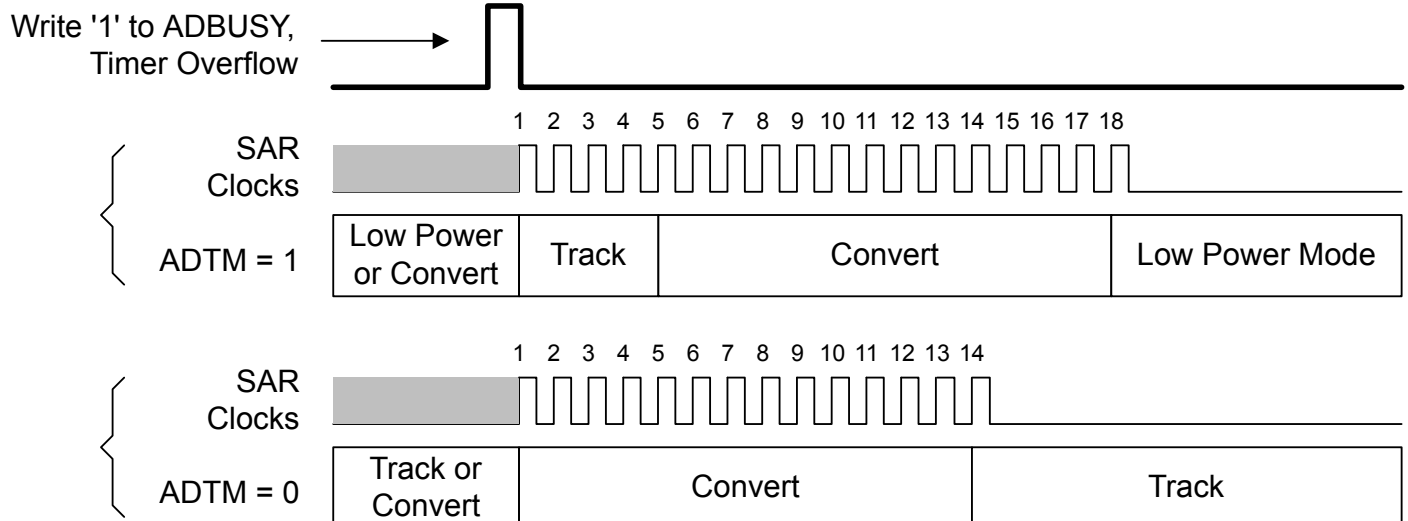 Write '1' to ADBUSY,
Timer Overflow
1 2 3 4 5 6 7 8 9 10 11 12 13 14 15 16 17 18
SAR
Clocks
Low Power
or Convert
ADTM = 1
Track
Convert
Low Power Mode
1 2 3 4 5 6 7 8 9 10 11 12 13 14
SAR
Clocks
Track or
Convert
ADTM = 0
Convert
Track